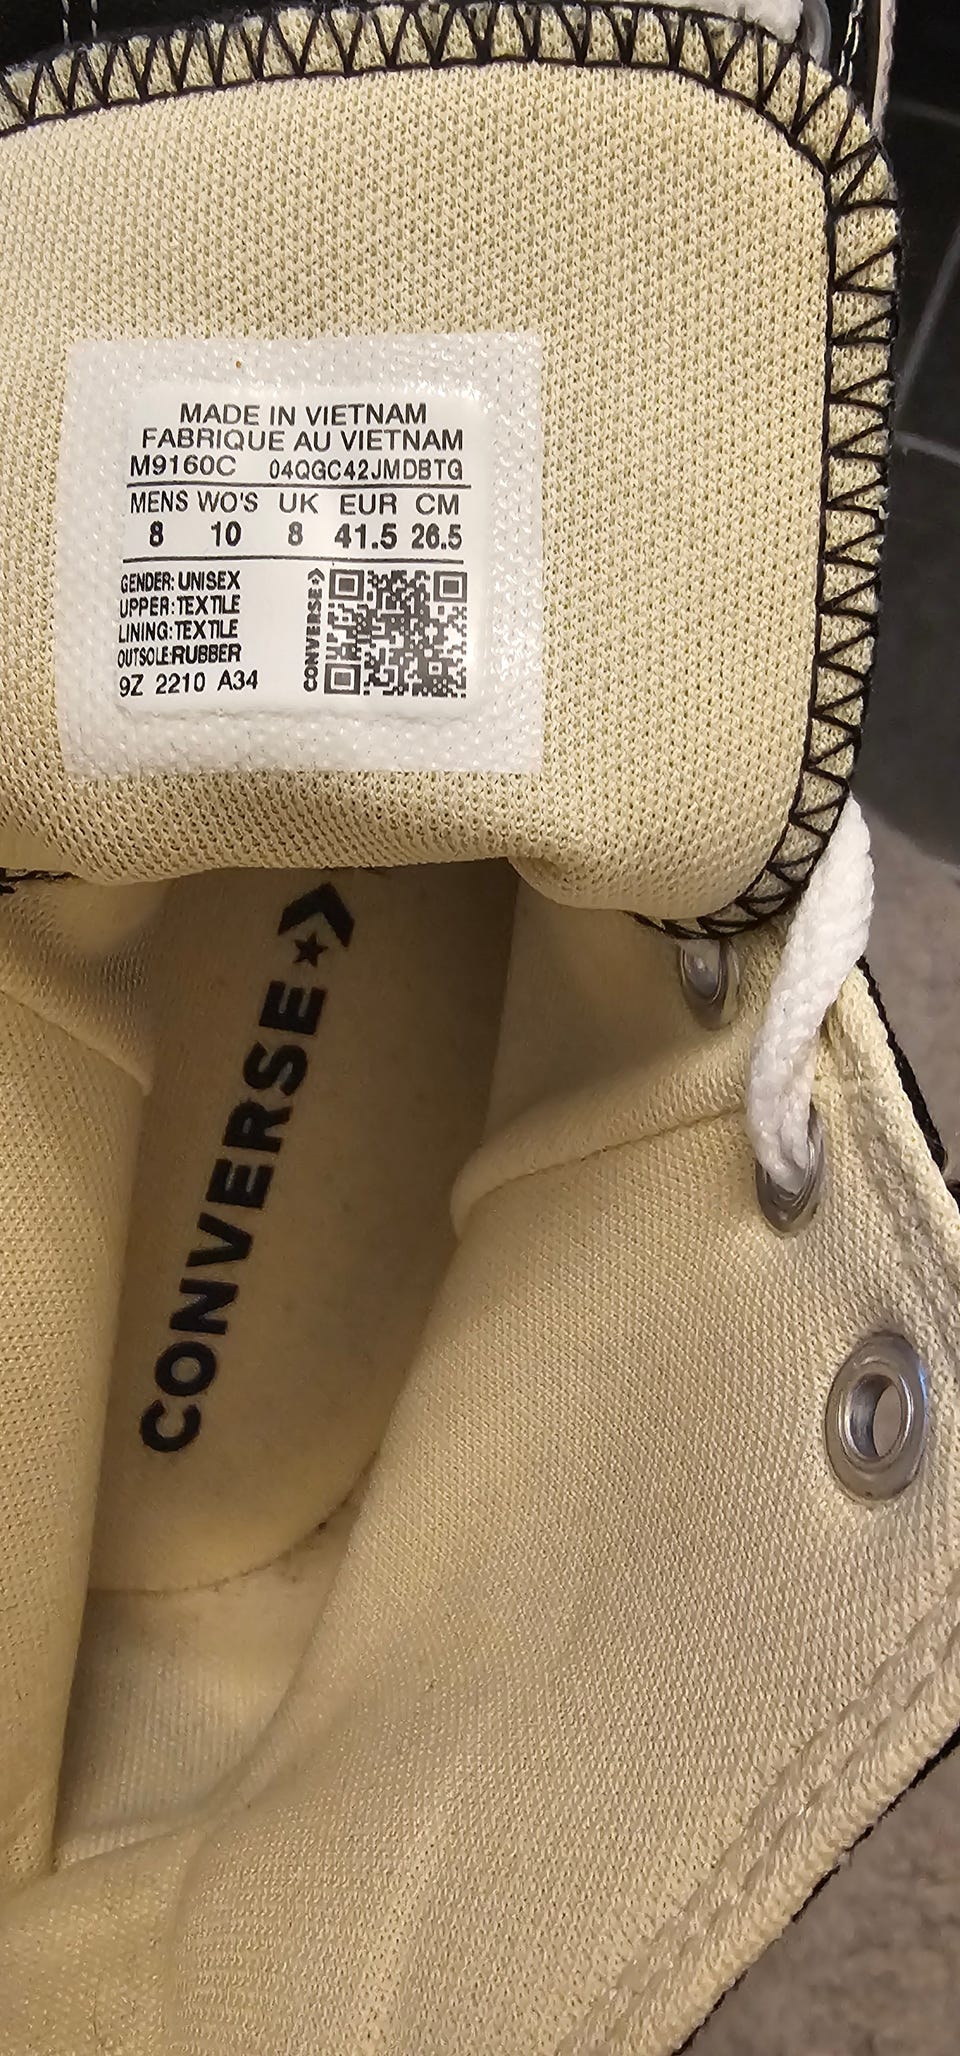 MADE IN VIETNAM
FABRIQUE AU VIETNAM
M9160C 04QGC42JMDBTG
MENS WO'S UK EUR CM
8 10 8 41.5 26.5
GENDER: UNISEX
UPPER:TEXTILE
LINING:TEXTILE
OUTSOLE:RUBBER
9Z 2210 A34
CONVERSE
CONVERSE